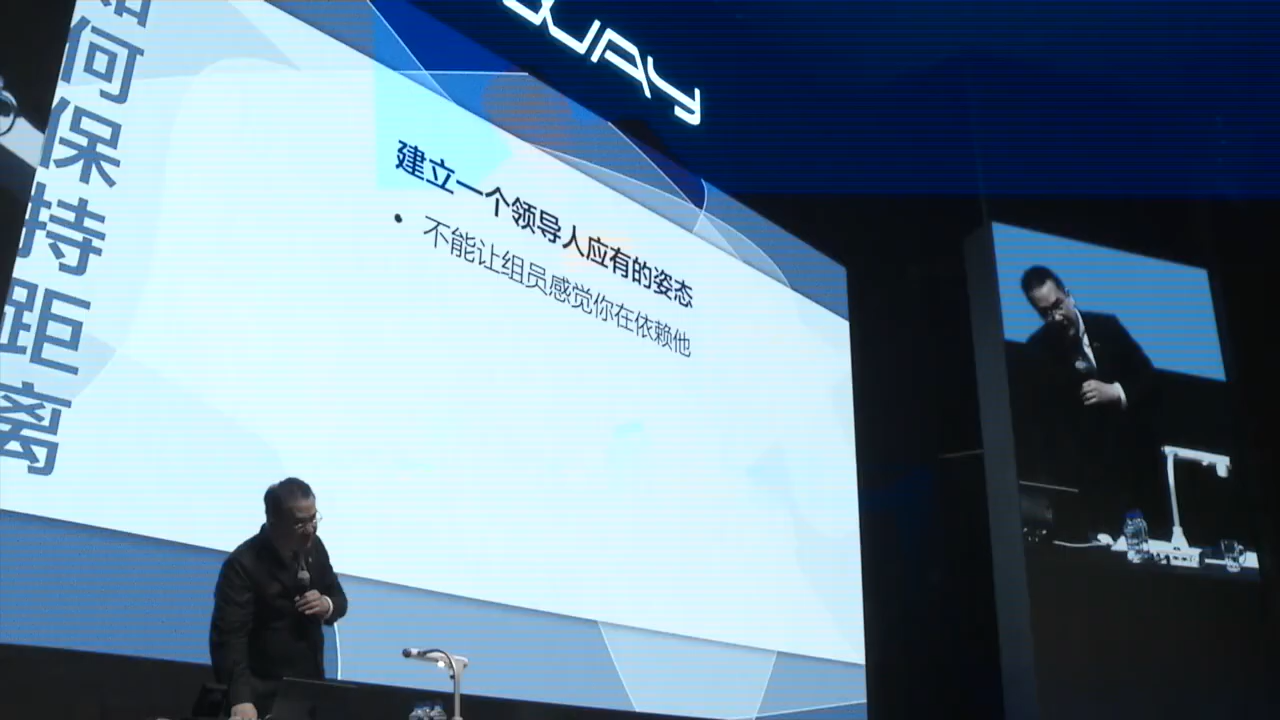 如何保持距离
建立一个领导人应有的姿态
• 不能让组员感觉你在依赖他